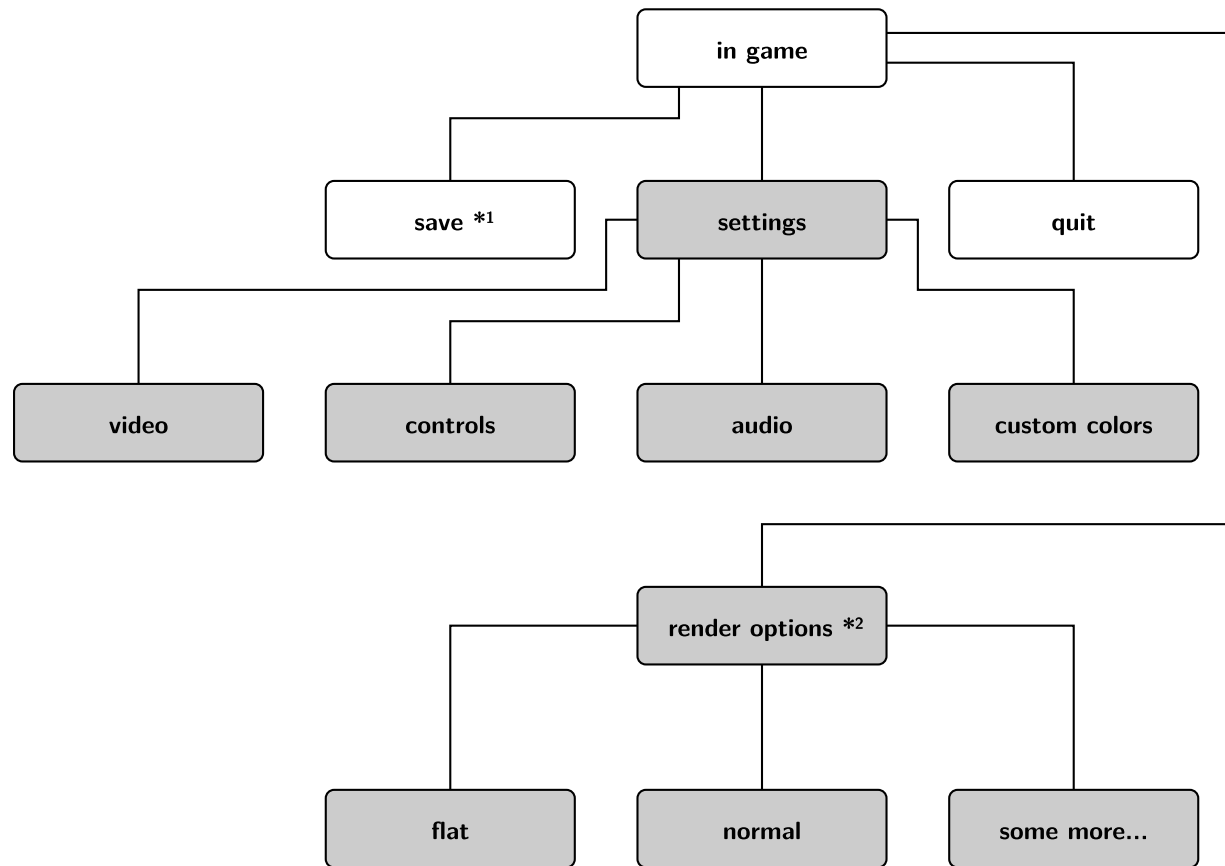 in game
save *1
settings
quit
video
controls
audio
custom colors
render options *2
flat
normal
some more...